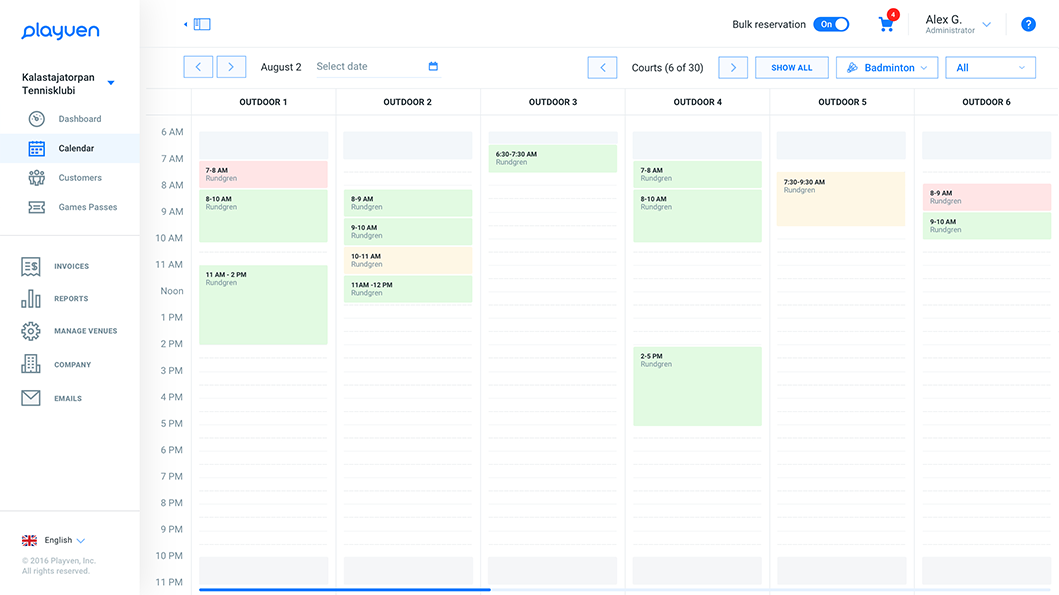 playven
Bulk reservation
On
4
Alex G.
Administrator
?
Kalastajatorpan
Tennisklubi
Dashboard
Calendar
Customers
Games Passes
INVOICES
REPORTS
MANAGE VENUES
COMPANY
EMAILS
English
© 2016 Playven, Inc.
All rights reserved.
August 2
Select date
Courts (6 of 30)
SHOW ALL
Badminton
All
OUTDOOR 1
OUTDOOR 2
OUTDOOR 3
OUTDOOR 4
OUTDOOR 5
OUTDOOR 6
6 AM
7 AM
8 AM
9 AM
10 AM
11 AM
Noon
1 PM
2 PM
3 PM
4 PM
5 PM
6 PM
7 PM
8 PM
9 PM
10 PM
11 PM
7-8 AM
Rundgren
8-10 AM
Rundgren
11 AM - 2 PM
Rundgren
8-9 AM
Rundgren
9-10 AM
Rundgren
10-11 AM
Rundgren
11AM -12 PM
Rundgren
6:30-7:30 AM
Rundgren
7-8 AM
Rundgren
8-10 AM
Rundgren
2-5 PM
Rundgren
7:30-9:30 AM
Rundgren
8-9 AM
Rundgren
9-10 AM
Rundgren